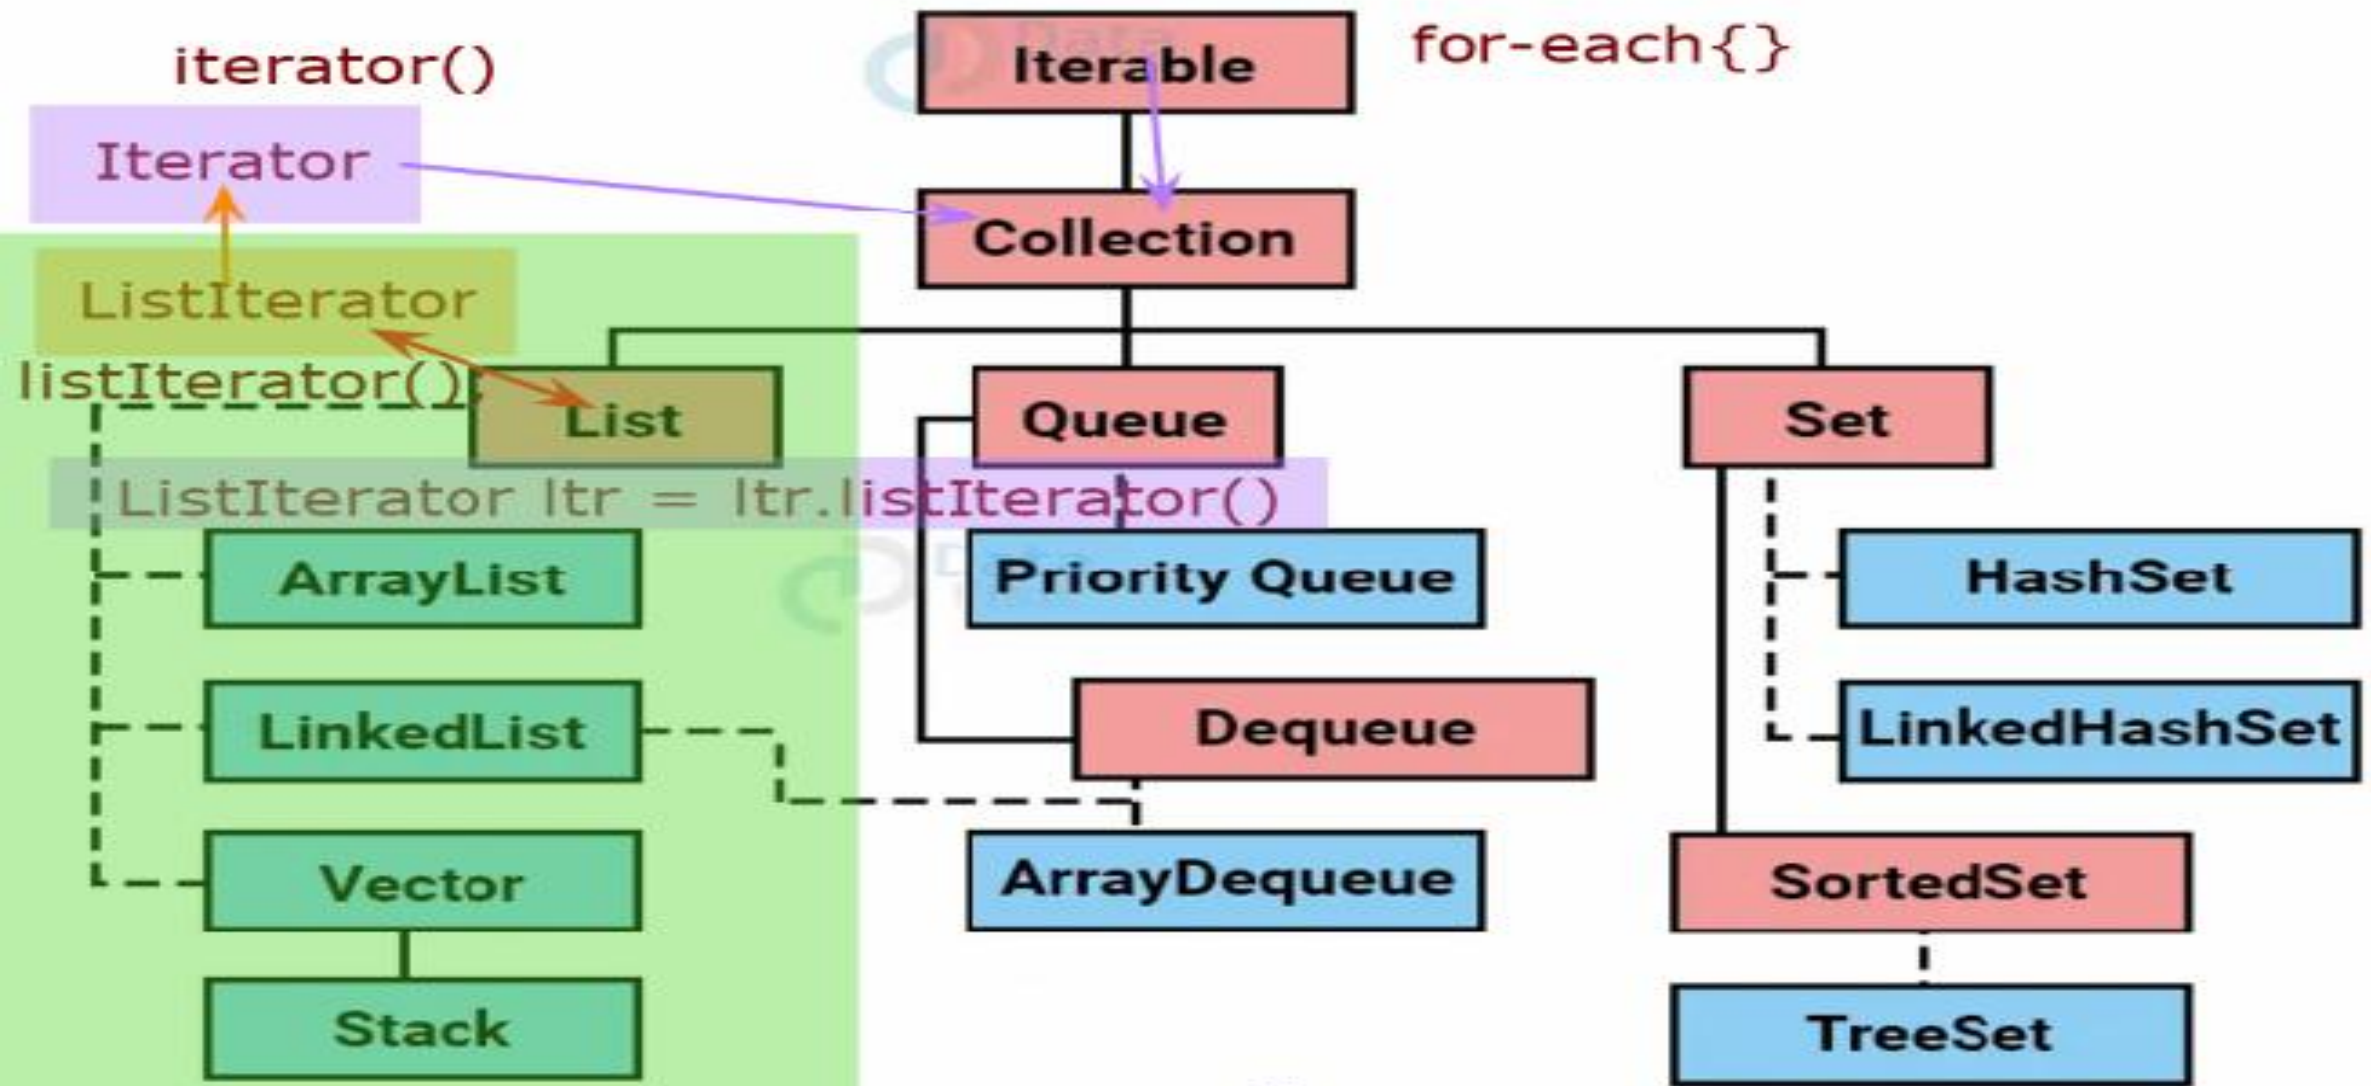 iterator()
Iterable
for-each{}
Iterator
Collection
ListIterator
listIterator();
List
Queue
Set
ListIterator ltr = ltr.listIterator()
ArrayList
Priority Queue
HashSet
LinkedList
Dequeue
LinkedHashSet
Vector
ArrayDequeue
SortedSet
Stack
TreeSet